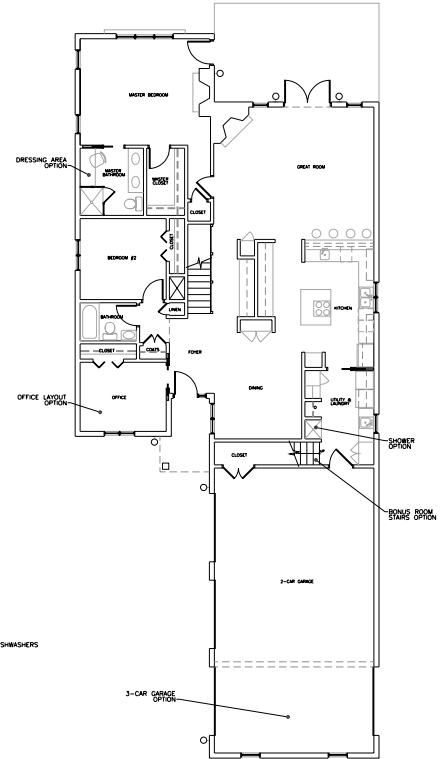 MASTER BEDROOM
DRESSING AREA
OPTION
MASTER
BATHROOM
MASTER
CLOSET
GREAT ROOM
CLOSET
CLOSET
BEDROOM #2
LINEN
KITCHEN
BATHROOM
CLOSET
COATS
FOYER
DINING
OFFICE LAYOUT
OPTION
OFFICE
UTILITY &
LAUNDRY
SHOWER
OPTION
CLOSET
BONUS ROOM
STAIRS OPTION
2-CAR GARAGE
SHWASHERS
3-CAR GARAGE
OPTION